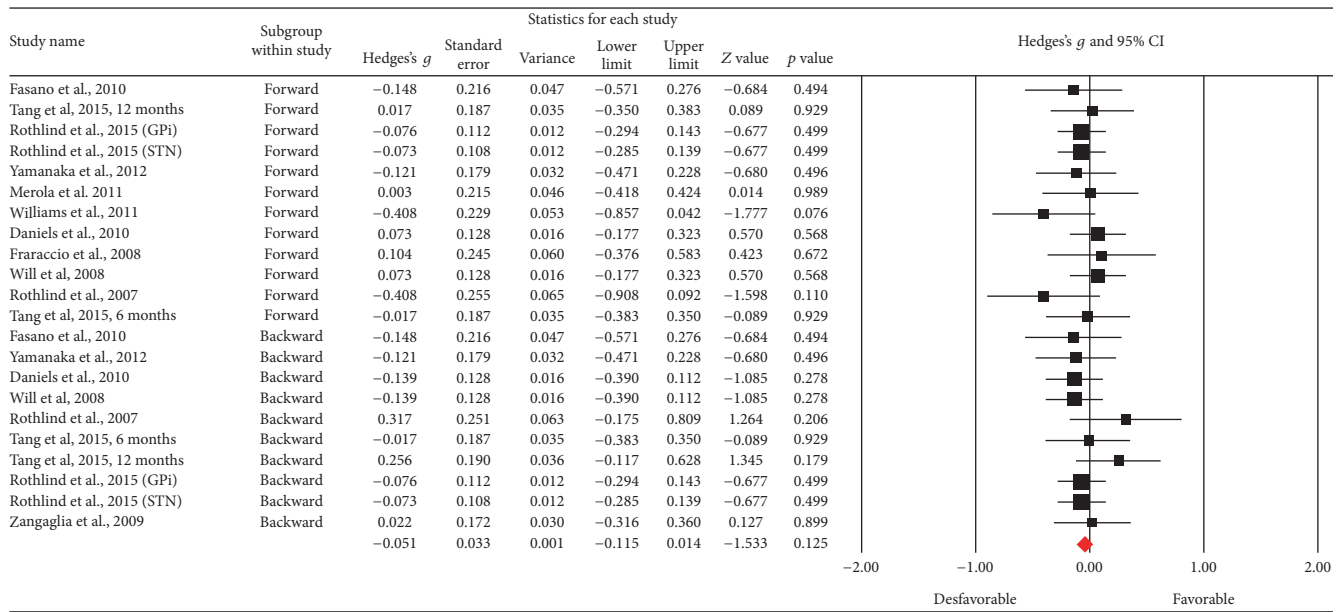 Study name Subgroup within study Statistics for each study Hedges's g and 95% CI
Hedges's g Standard error Variance Lower limit Upper limit Z value p value
Fasano et al., 2010 Forward −0.148 0.216 0.047 −0.571 0.276 −0.684 0.494
Tang et al, 2015, 12 months Forward 0.017 0.187 0.035 −0.350 0.383 0.089 0.929
Rothlind et al., 2015 (GPi) Forward −0.076 0.112 0.012 −0.294 0.143 −0.677 0.499
Rothlind et al., 2015 (STN) Forward −0.073 0.108 0.012 −0.285 0.139 −0.677 0.499
Yamanaka et al., 2012 Forward −0.121 0.179 0.032 −0.471 0.228 −0.680 0.496
Merola et al. 2011 Forward 0.003 0.215 0.046 −0.418 0.424 0.014 0.989
Williams et al., 2011 Forward −0.408 0.229 0.053 −0.857 0.042 −1.777 0.076
Daniels et al., 2010 Forward 0.073 0.128 0.016 −0.177 0.323 0.570 0.568
Fraraccio et al., 2008 Forward 0.104 0.245 0.060 −0.376 0.583 0.423 0.672
Will et al, 2008 Forward 0.073 0.128 0.016 −0.177 0.323 0.570 0.568
Rothlind et al., 2007 Forward −0.408 0.255 0.065 −0.908 0.092 −1.598 0.110
Tang et al, 2015, 6 months Forward −0.017 0.187 0.035 −0.383 0.350 −0.089 0.929
Fasano et al., 2010 Backward −0.148 0.216 0.047 −0.571 0.276 −0.684 0.494
Yamanaka et al., 2012 Backward −0.121 0.179 0.032 −0.471 0.228 −0.680 0.496
Daniels et al., 2010 Backward −0.139 0.128 0.016 −0.390 0.112 −1.085 0.278
Will et al, 2008 Backward −0.139 0.128 0.016 −0.390 0.112 −1.085 0.278
Rothlind et al., 2007 Backward 0.317 0.251 0.063 −0.175 0.809 1.264 0.206
Tang et al, 2015, 6 months Backward −0.017 0.187 0.035 −0.383 0.350 −0.089 0.929
Tang et al, 2015, 12 months Backward 0.256 0.190 0.036 −0.117 0.628 1.345 0.179
Rothlind et al., 2015 (GPi) Backward −0.076 0.112 0.012 −0.294 0.143 −0.677 0.499
Rothlind et al., 2015 (STN) Backward −0.073 0.108 0.012 −0.285 0.139 −0.677 0.499
Zangaglia et al., 2009 Backward 0.022 0.172 0.030 −0.316 0.360 0.127 0.899
−0.051 0.033 0.001 −0.115 0.014 −1.533 0.125
−2.00 −1.00 0.00 1.00 2.00
Desfavorable Favorable